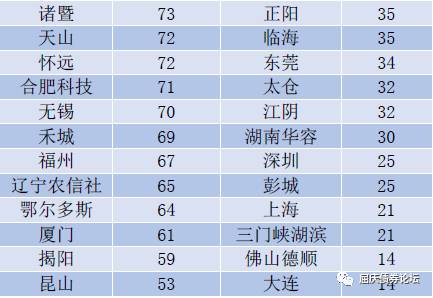 诸暨 73 正阳 35
天山 72 临海 35
怀远 72 东莞 34
合肥科技 71 太仓 32
无锡 70 江阴 32
禾城 69 湖南华容 30
福州 67 深圳 25
辽宁农信社 65 彭城 25
鄂尔多斯 64 上海 21
厦门 61 三门峡湖滨 21
揭阳 59 佛山德顺 14
昆山 53 大连 14
屈庆债券论坛